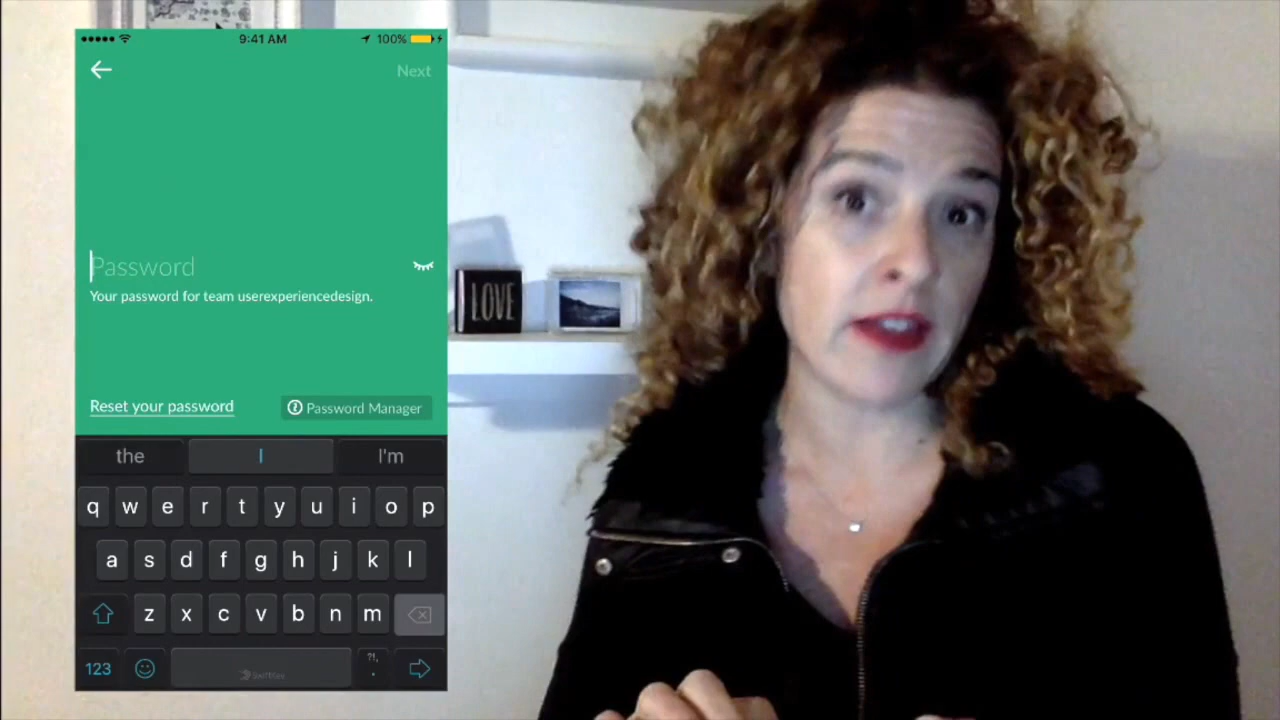 9:41 AM
100%
Next
Password
Your password for team userexperiencedesign.
Reset your password
Password Manager
the
I
I'm
q w e r t y u i o p
a s d f g h j k l
z x c v b n m
123
?!,
.
SwiftKey
LOVE